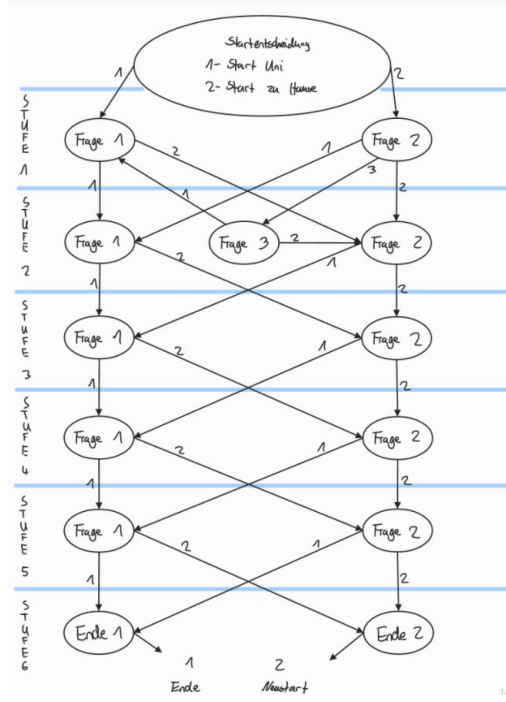 Startentscheidung
1- Start Uni
2- Start zu Hause
1
2
STUFE 1
Frage 1
Frage 2
2
1
3
1
2
1
STUFE 2
Frage 1
Frage 3
Frage 2
2
2
1
1
2
STUFE 3
Frage 1
Frage 2
2
1
1
2
STUFE 4
Frage 1
Frage 2
2
1
1
2
STUFE 5
Frage 1
Frage 2
2
1
1
2
STUFE 6
Ende 1
Ende 2
1
2
Ende
Neustart